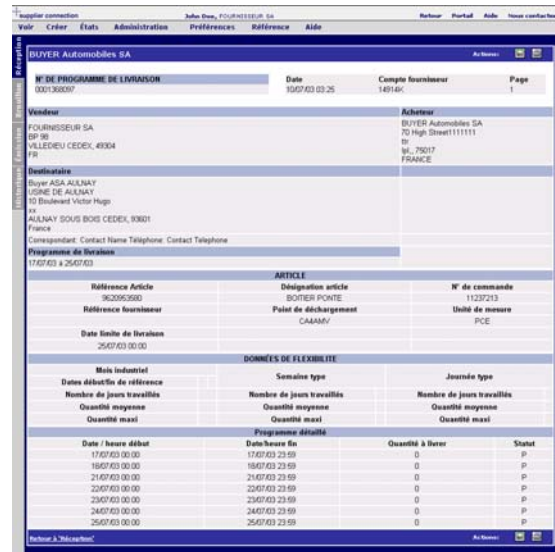 supplier connection John Doe, FOURNISSEUR SA Retour Portail Aide Nous contacter
Voir Créer États Administration Préférences Référence Aide
Réception
Brouillon
Émission
Historique
BUYER Automobiles SA Actions:
N° DE PROGRAMME DE LIVRAISON Date Compte fournisseur Page
0001368097 10/07/03 03:25 14914K 1
Vendeur Acheteur
FOURNISSEUR SA BUYER Automobiles SA
BP 98 70 High Street1111111
VILLEDIEU CEDEX, 49304 ttr
FR lpl,, 75017
FRANCE
Destinataire
Buyer ASA AULNAY
USINE DE AULNAY
10 Boulevard Victor Hugo
xx
AULNAY SOUS BOIS CEDEX, 93601
France
Correspondant: Contact Name Téléphone: Contact Telephone
Programme de livraison
17/07/03 à 25/07/03
ARTICLE
Référence Article Désignation article N° de commande
9620953580 BOITIER PONTE 11237213
Référence fournisseur Point de déchargement Unité de mesure
CA4AMV PCE
Date limite de livraison
25/07/03 00:00
DONNÉES DE FLEXIBILITE
Mois industriel Semaine type Journée type
Dates début/fin de référence
Nombre de jours travaillés Nombre de jours travaillés Nombre de jours travaillés
Quantité moyenne Quantité moyenne Quantité moyenne
Quantité maxi Quantité maxi Quantité maxi
Programme détaillé
Date / heure début Date/heure fin Quantité à livrer Statut
17/07/03 00:00 17/07/03 23:59 0 P
18/07/03 00:00 18/07/03 23:59 0 P
21/07/03 00:00 21/07/03 23:59 0 P
22/07/03 00:00 22/07/03 23:59 0 P
23/07/03 00:00 23/07/03 23:59 0 P
24/07/03 00:00 24/07/03 23:59 0 P
25/07/03 00:00 25/07/03 23:59 0 P
Retour à 'Réception' Actions: